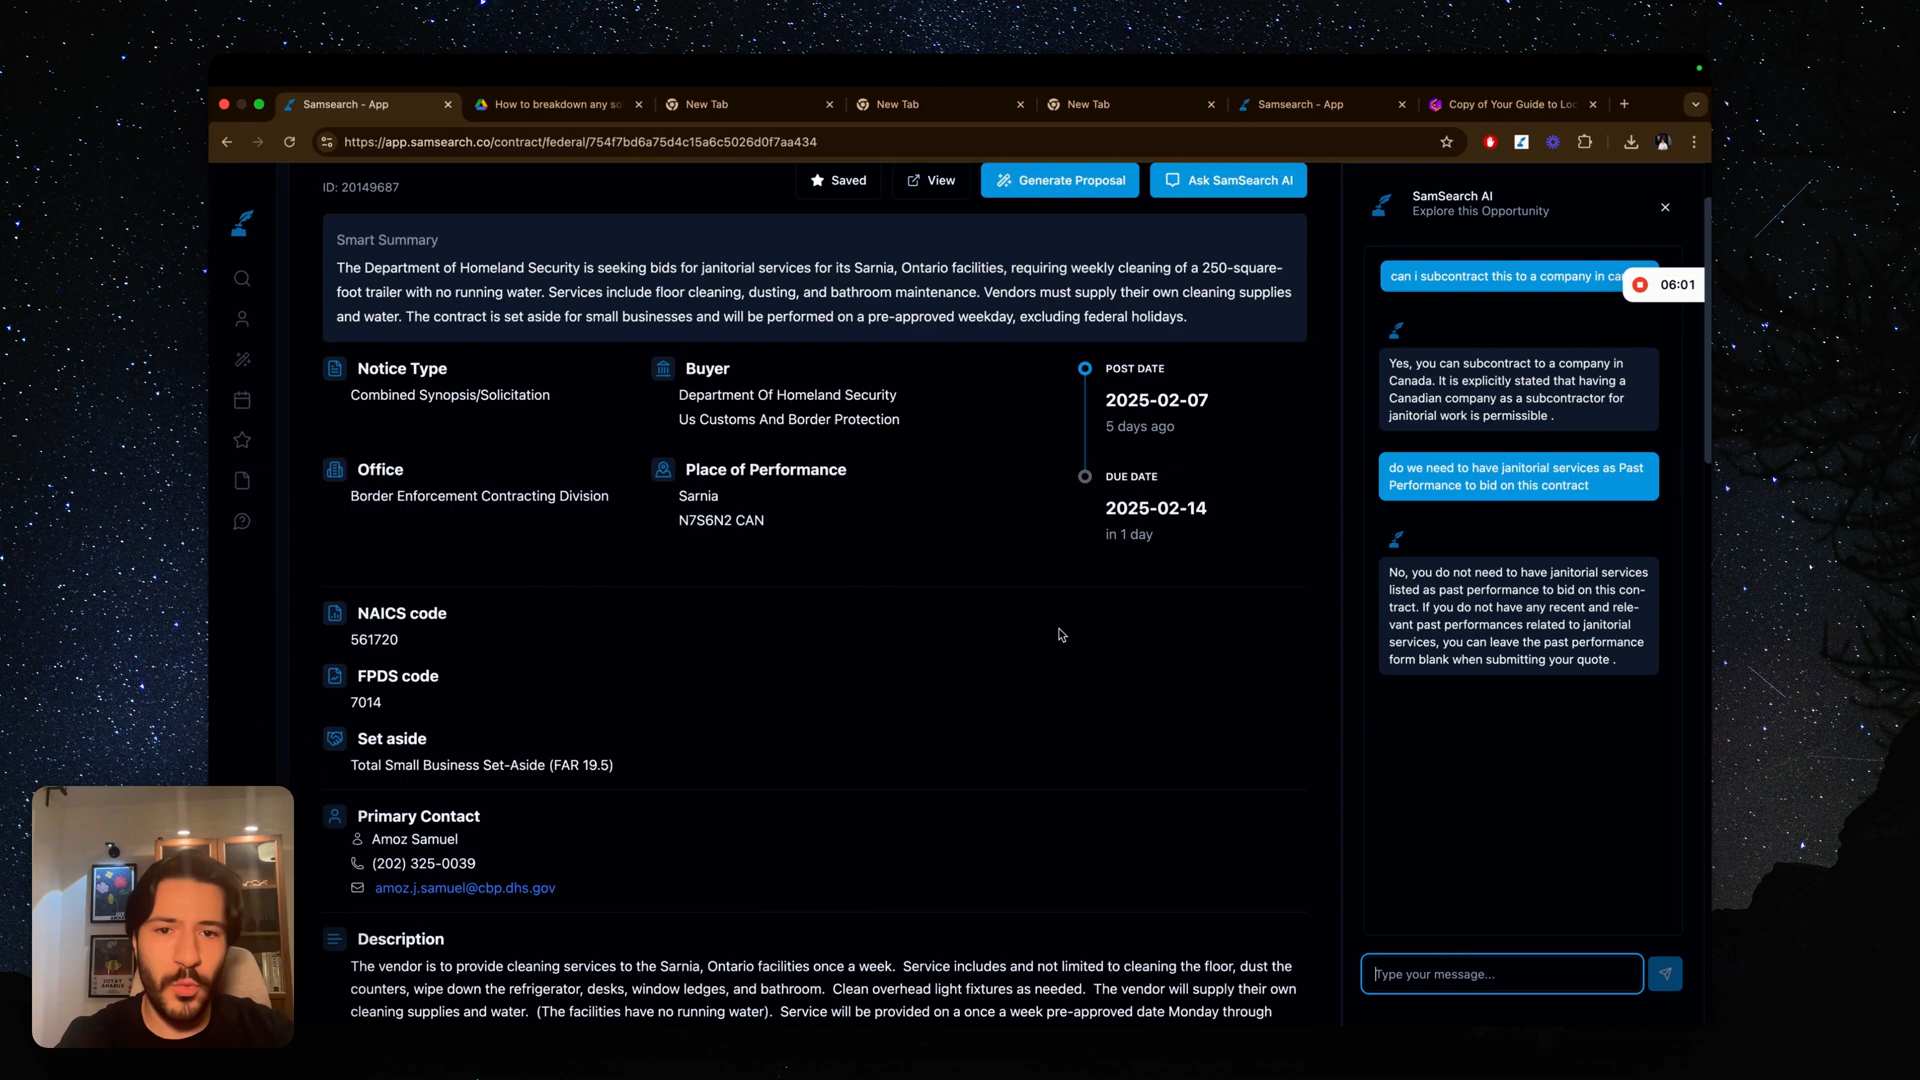 Samsearch - App
How to breakdown any so
New Tab
New Tab
New Tab
Samsearch - App
Copy of Your Guide to Loc
https://app.samsearch.co/contract/federal/754f7bd6a75d4c15a6c5026d0f7aa434
ID: 20149687
Saved
View
Generate Proposal
Ask SamSearch AI
Smart Summary
The Department of Homeland Security is seeking bids for janitorial services for its Sarnia, Ontario facilities, requiring weekly cleaning of a 250-square-
foot trailer with no running water. Services include floor cleaning, dusting, and bathroom maintenance. Vendors must supply their own cleaning supplies
and water. The contract is set aside for small businesses and will be performed on a pre-approved weekday, excluding federal holidays.
Notice Type
Combined Synopsis/Solicitation
Buyer
Department Of Homeland Security
Us Customs And Border Protection
POST DATE
2025-02-07
5 days ago
Office
Border Enforcement Contracting Division
Place of Performance
Sarnia
N7S6N2 CAN
DUE DATE
2025-02-14
in 1 day
NAICS code
561720
FPDS code
7014
Set aside
Total Small Business Set-Aside (FAR 19.5)
Primary Contact
Amoz Samuel
(202) 325-0039
amoz.j.samuel@cbp.dhs.gov
Description
The vendor is to provide cleaning services to the Sarnia, Ontario facilities once a week. Service includes and not limited to cleaning the floor, dust the
counters, wipe down the refrigerator, desks, window ledges, and bathroom. Clean overhead light fixtures as needed. The vendor will supply their own
cleaning supplies and water. (The facilities have no running water). Service will be provided on a once a week pre-approved date Monday through
SamSearch AI
Explore this Opportunity
can i subcontract this to a company in ca
06:01
Yes, you can subcontract to a company in
Canada. It is explicitly stated that having a
Canadian company as a subcontractor for
janitorial work is permissible .
do we need to have janitorial services as Past
Performance to bid on this contract
No, you do not need to have janitorial services
listed as past performance to bid on this con-
tract. If you do not have any recent and rele-
vant past performances related to janitorial
services, you can leave the past performance
form blank when submitting your quote .
Type your message...